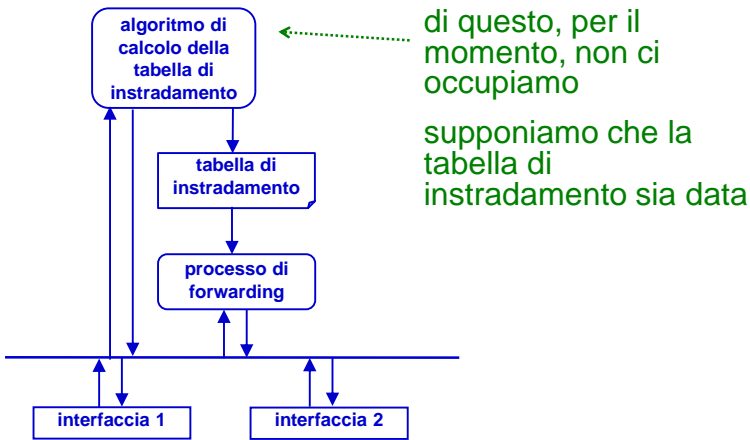 algoritmo di
calcolo della
tabella di
instradamento
di questo, per il
momento, non ci
occupiamo
supponiamo che la
tabella di
instradamento sia data
tabella di
instradamento
processo di
forwarding
interfaccia 1
interfaccia 2